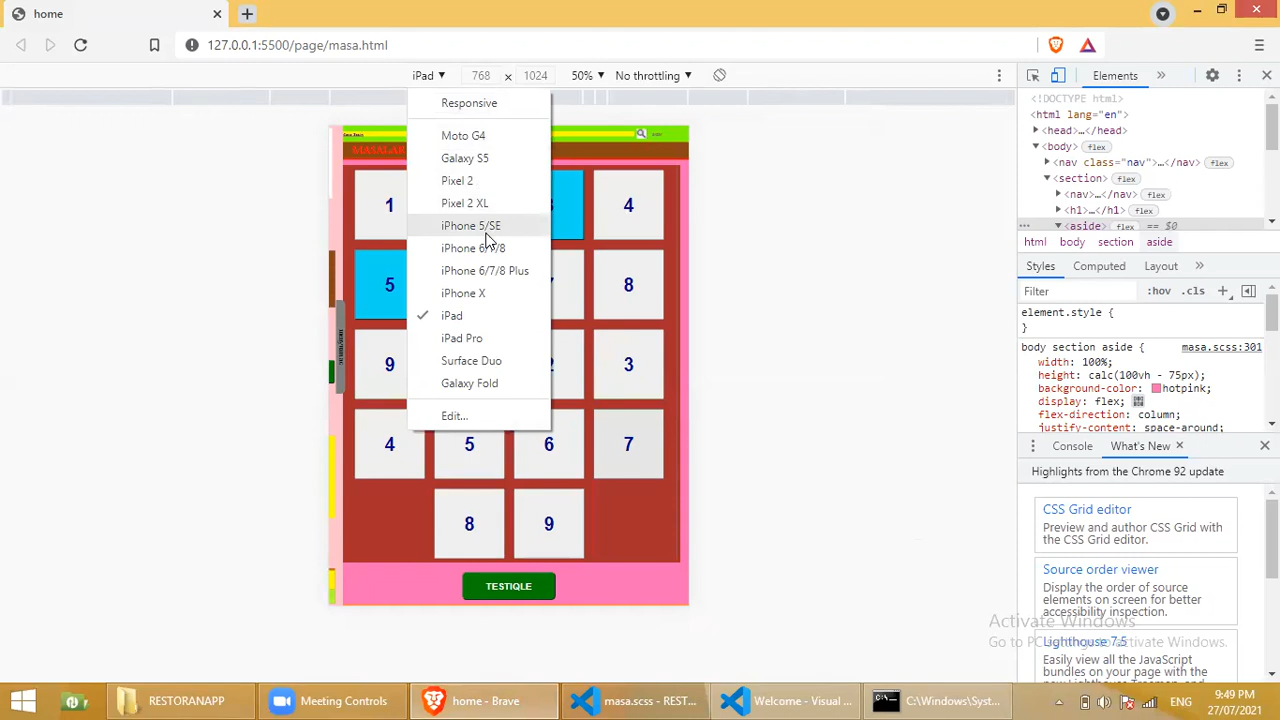 home
127.0.0.1:5500/page/masa.html
iPad 768 × 1024 50% No throttling
Elements
Responsive
Moto G4
Galaxy S5
Pixel 2
Pixel 2 XL
iPhone 5/SE
iPhone 6/7/8
iPhone 6/7/8 Plus
iPhone X
iPad
iPad Pro
Surface Duo
Galaxy Fold
Edit...
MASALAR
1 3 4
5 7 8
9 2 3
4 5 6 7
8 9
TESTIQLE
<!DOCTYPE html>
<html lang="en">
<head>…</head>
<body> flex
<nav class="nav">…</nav> flex
<section> flex
<nav>…</nav> flex
<h1>…</h1> flex
<aside> flex == $0
html body section aside
Styles Computed Layout
Filter :hov .cls
element.style {
}
body section aside { masa.scss:301
width: 100%;
height: calc(100vh - 75px);
background-color: hotpink;
display: flex;
flex-direction: column;
justify-content: space-around;
Console What's New
Highlights from the Chrome 92 update
CSS Grid editor
Preview and author CSS Grid with
the CSS Grid editor.
Source order viewer
Display the order of source
elements on screen for better
accessibility inspection.
Lighthouse 7.5
Easily view all the JavaScript
bundles on your page with the
Activate Windows
Go to PC settings to activate Windows.
RESTORANAPP
Meeting Controls
home - Brave
masa.scss - REST...
Welcome - Visual ...
C:\Windows\Syst...
ENG
9:49 PM
27/07/2021